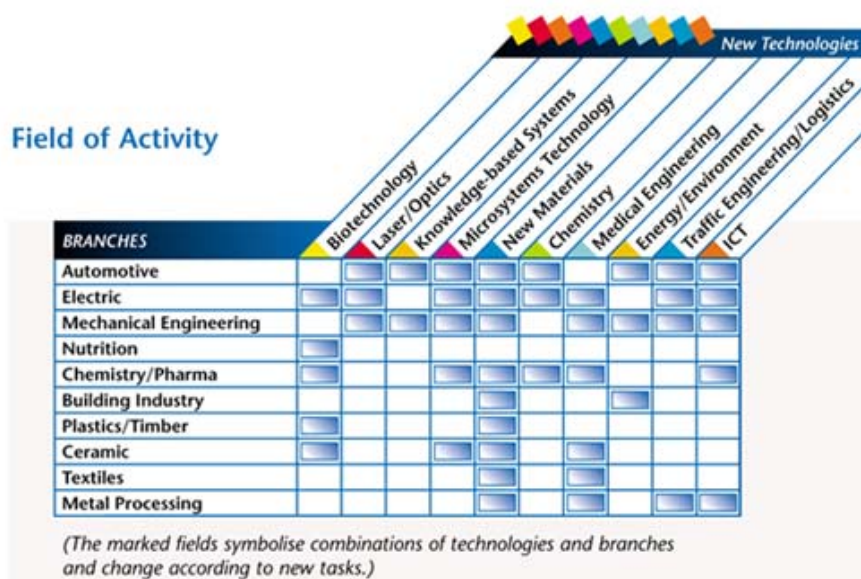 New Technologies
Field of Activity
Biotechnology
Laser/Optics
Knowledge-based Systems
Microsystems Technology
New Materials
Chemistry
Medical Engineering
Energy/Environment
Traffic Engineering/Logistics
ICT
BRANCHES
Automotive
Electric
Mechanical Engineering
Nutrition
Chemistry/Pharma
Building Industry
Plastics/Timber
Ceramic
Textiles
Metal Processing
(The marked fields symbolise combinations of technologies and branches
and change according to new tasks.)